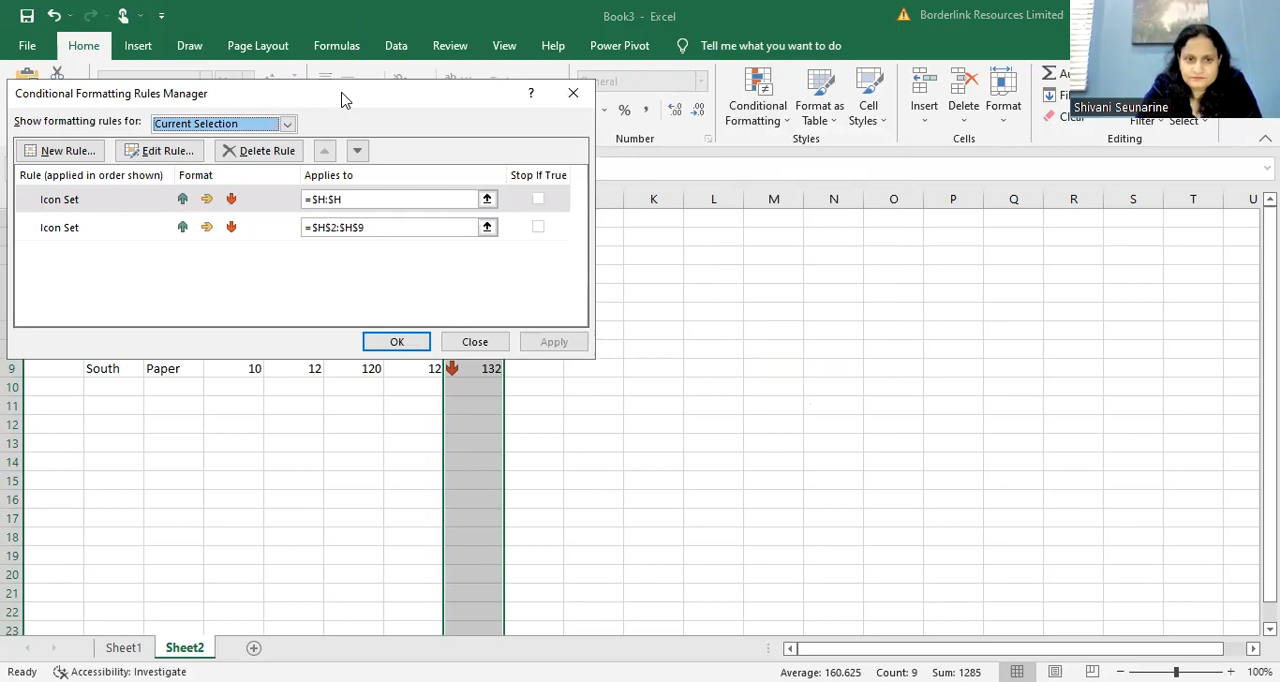 Book3 - Excel
Borderlink Resources Limited
File Home Insert Draw Page Layout Formulas Data Review View Help Power Pivot Tell me what you want to do
Shivani Seunarine
Conditional Formatting Rules Manager ?
Show formatting rules for: Current Selection
New Rule... Edit Rule... Delete Rule
Rule (applied in order shown) Format Applies to Stop If True
Icon Set =$H:$H
Icon Set =$H$2:$H$9
OK Close Apply
%
Conditional Formatting
Format as Table
Cell Styles
Insert Delete Format
Number Styles Cells Editing
K L M N O P Q R S T U
9 South Paper 10 12 120 12 132
10
11
12
13
14
15
16
17
18
19
20
21
22
23
Sheet1 Sheet2
Ready Accessibility: Investigate Average: 160.625 Count: 9 Sum: 1285 100%